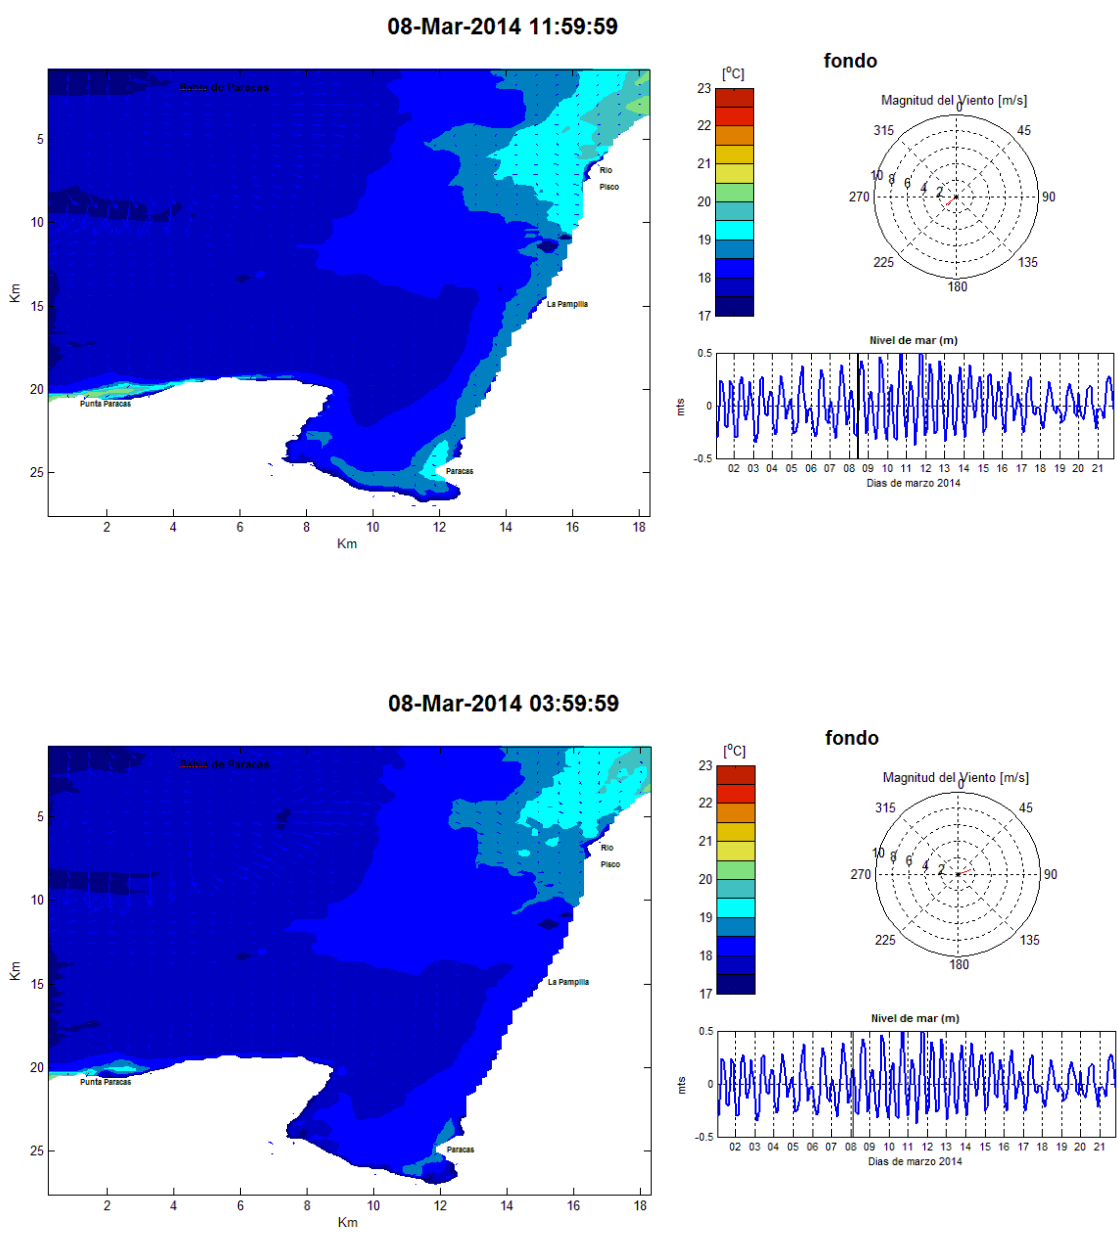 08-Mar-2014 11:59:59
fondo
[°C]
23
22
21
20
19
18
17
Magnitud del Viento [m/s]
0
45
90
135
180
225
270
315
10 8 6 4 2
Bahia de Paracas
Rio
Pisco
La Pampilla
Punta Paracas
Paracas
Km
5
10
15
20
25
2 4 6 8 10 12 14 16 18
Km
Nivel de mar (m)
mts
0.5
0
-0.5
02 03 04 05 06 07 08 09 10 11 12 13 14 15 16 17 18 19 20 21
Dias de marzo 2014
08-Mar-2014 03:59:59
fondo
[°C]
23
22
21
20
19
18
17
Magnitud del Viento [m/s]
0
45
90
135
180
225
270
315
10 8 6 4 2
Bahia de Paracas
Rio
Pisco
La Pampilla
Punta Paracas
Paracas
Km
5
10
15
20
25
2 4 6 8 10 12 14 16 18
Km
Nivel de mar (m)
mts
0.5
0
-0.5
02 03 04 05 06 07 08 09 10 11 12 13 14 15 16 17 18 19 20 21
Dias de marzo 2014